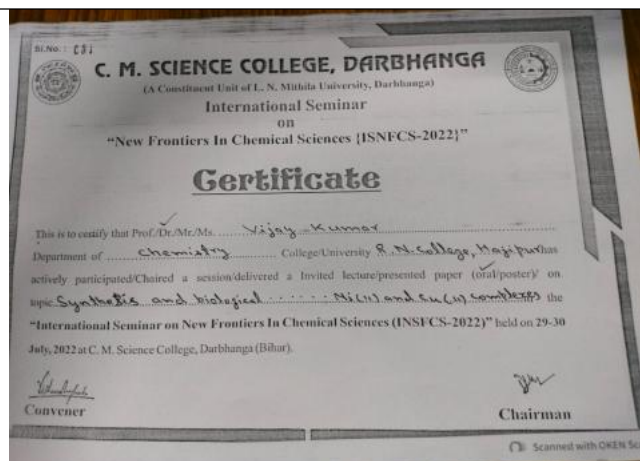 Sl.No. :
C. M. SCIENCE COLLEGE, DARBHANGA
(A Constituent Unit of L. N. Mithila University, Darbhanga)
International Seminar
on
“New Frontiers In Chemical Sciences {ISNFCS-2022}”
Certificate
This is to certify that Prof./Dr./Mr./Ms. Vijay Kumar
Department of Chemistry College/University R.N. College, Hajipur has
actively participated/Chaired a session/delivered a Invited lecture/presented paper (oral/poster)/ on
topic Synthesis and biological ...... Ni(II) and Cu(II) the
“International Seminar on New Frontiers In Chemical Sciences (INSFCS-2022)” held on 29-30
July, 2022 at C. M. Science College, Darbhanga (Bihar).
Convener
Chairman
Scanned with OKEN